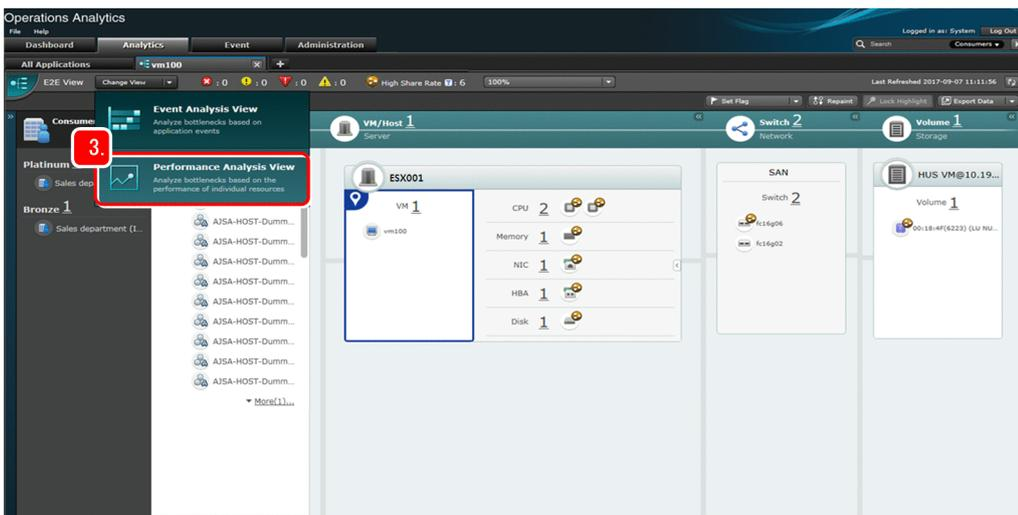 Operations Analytics
File Help
Logged in as: System Log Out
Dashboard Analytics Event Administration
Search Consumers
All Applications vm100 x +
E2E View Change View : 0 : 0 : 0 : 0 High Share Rate ? : 6 100% Last Refreshed 2017-09-07 11:11:56
Set Flag Repaint Lock Highlight Export Data
Event Analysis View
Analyze bottlenecks based on
application events
3.
Performance Analysis View
Analyze bottlenecks based on the
performance of individual resources
Consume
Platinum
Sales dep
Bronze 1
Sales department (I...
AJSA-HOST-Dumm...
AJSA-HOST-Dumm...
AJSA-HOST-Dumm...
AJSA-HOST-Dumm...
AJSA-HOST-Dumm...
AJSA-HOST-Dumm...
AJSA-HOST-Dumm...
AJSA-HOST-Dumm...
AJSA-HOST-Dumm...
More(1)...
VM/Host 1
Server
ESX001
VM 1
vm100
CPU 2
Memory 1
NIC 1
HBA 1
Disk 1
Switch 2
Network
SAN
Switch 2
fc16g06
fc16g02
Volume 1
Storage
HUS VM@10.19...
Volume 1
00:18:4F(6223) (LU NU...